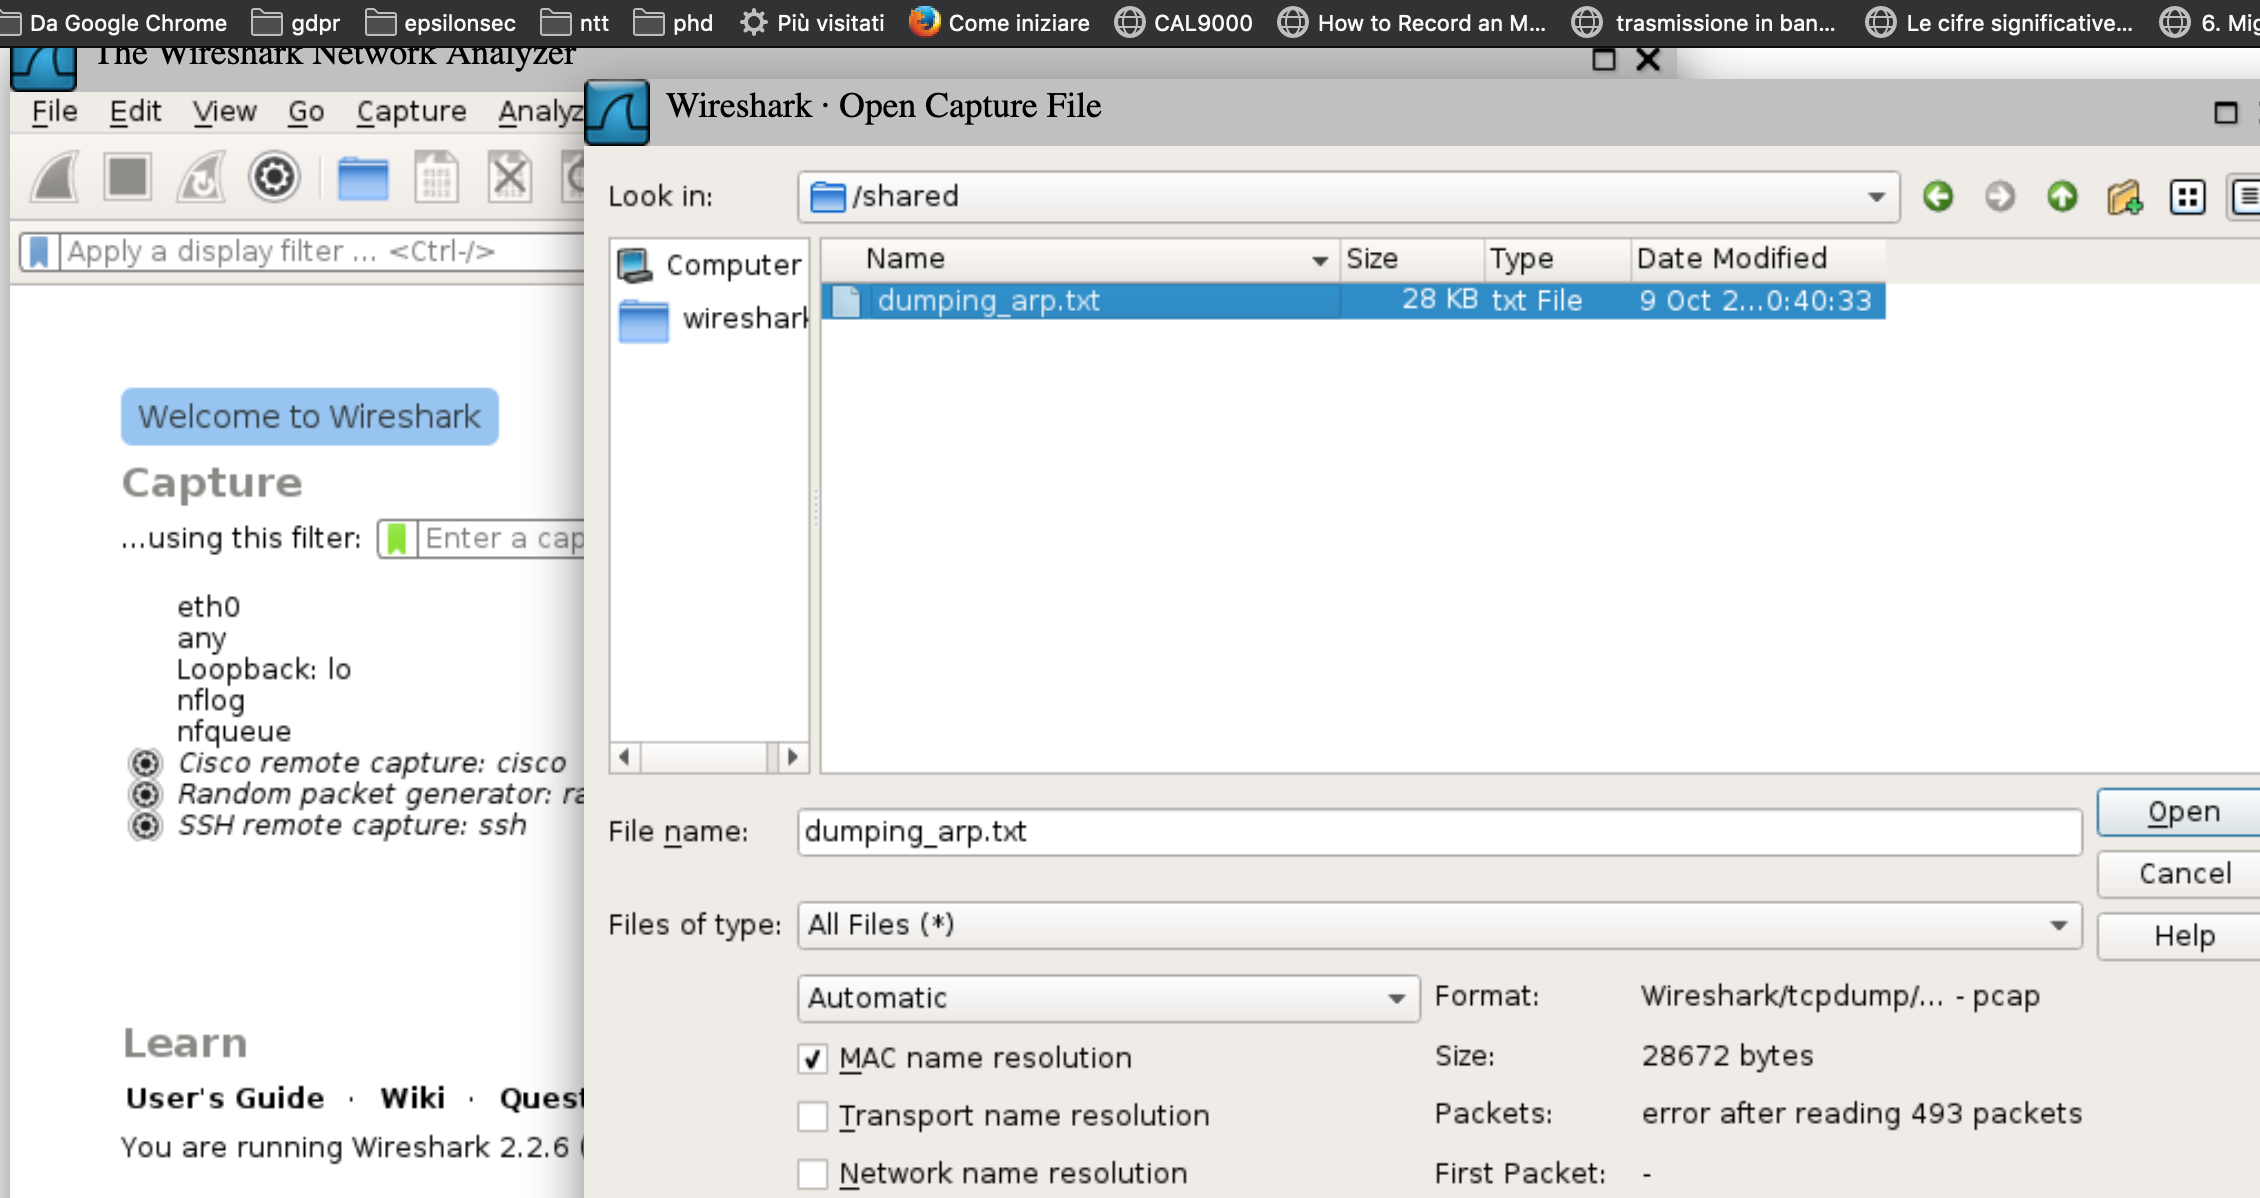 Da Google Chrome gdpr epsilonsec ntt phd Più visitati Come iniziare CAL9000 How to Record an M... trasmissione in ban... Le cifre significative... 6. Mig
The Wireshark Network Analyzer
Wireshark · Open Capture File
File Edit View Go Capture Analyz
Look in: /shared
Apply a display filter ... <Ctrl-/>
Computer
wireshark
Name Size Type Date Modified
dumping_arp.txt 28 KB txt File 9 Oct 2...0:40:33
Welcome to Wireshark
Capture
...using this filter: Enter a cap
eth0
any
Loopback: lo
nflog
nfqueue
Cisco remote capture: cisco
Random packet generator: ra
SSH remote capture: ssh
File name: dumping_arp.txt
Open
Cancel
Files of type: All Files (*)
Help
Automatic
Format: Wireshark/tcpdump/... - pcap
MAC name resolution
Size: 28672 bytes
Transport name resolution
Packets: error after reading 493 packets
Network name resolution
First Packet: -
Learn
User's Guide · Wiki · Quest
You are running Wireshark 2.2.6 (